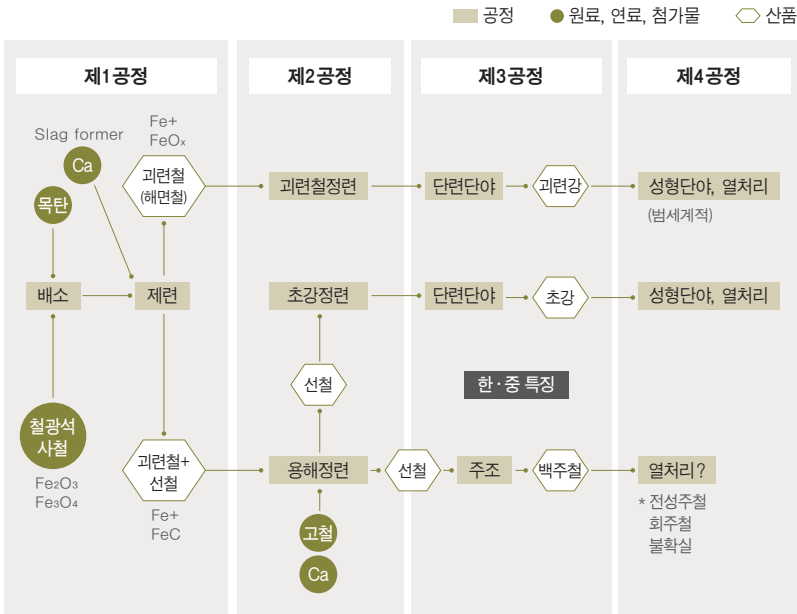 공정
원료, 연료, 첨가물
산품
제1공정
제2공정
제3공정
제4공정
Slag former
Ca
목탄
배소
철광석
사철
Fe₂O₃
Fe₃O₄
Fe+
FeOₓ
괴련철
(해면철)
제련
괴련철+
선철
Fe+
FeC
괴련철정련
초강정련
선철
용해정련
고철
Ca
단련단야
괴련강
단련단야
초강
한·중 특징
선철
주조
백주철
성형단야, 열처리
(범세계적)
성형단야, 열처리
열처리?
* 전성주철
회주철
불확실